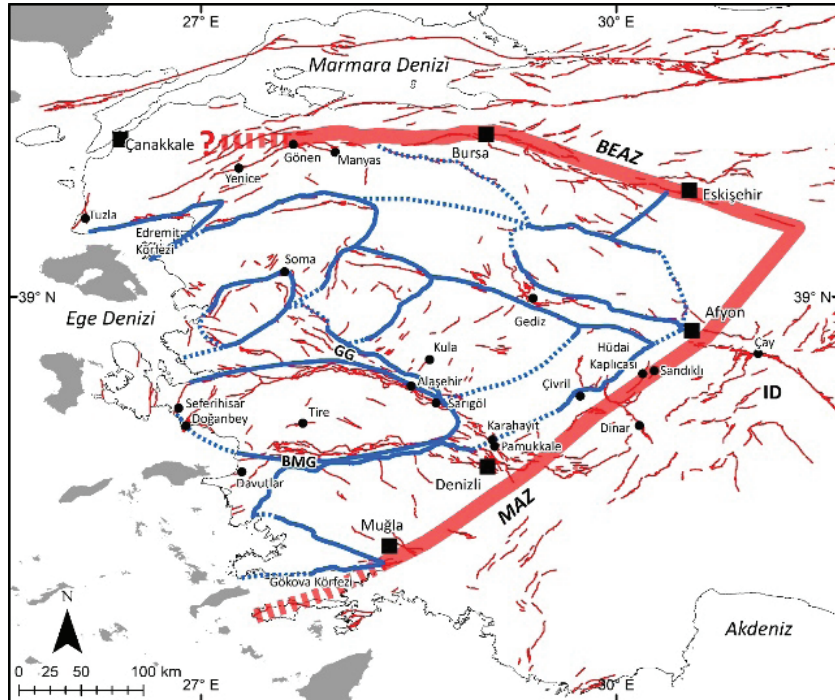 27° E
30° E
Marmara Denizi
Çanakkale
?
Gönen
Manyas
Bursa
BEAZ
Yenice
Eskişehir
Tuzla
Edremit
Körfezi
Soma
39° N
39° N
Ege Denizi
Gediz
Afyon
GG
Kula
Hüdai
Kaplıcası
Çay
Alaşehir
Sandıklı
Sarıgöl
Çivril
ID
Seferihisar
Doğanbey
Tire
Karahayıt
Pamukkale
Dinar
BMG
Davutlar
Denizli
MAZ
Muğla
Gökova Körfezi
N
Akdeniz
0 25 50 100 km
27° E
30° E